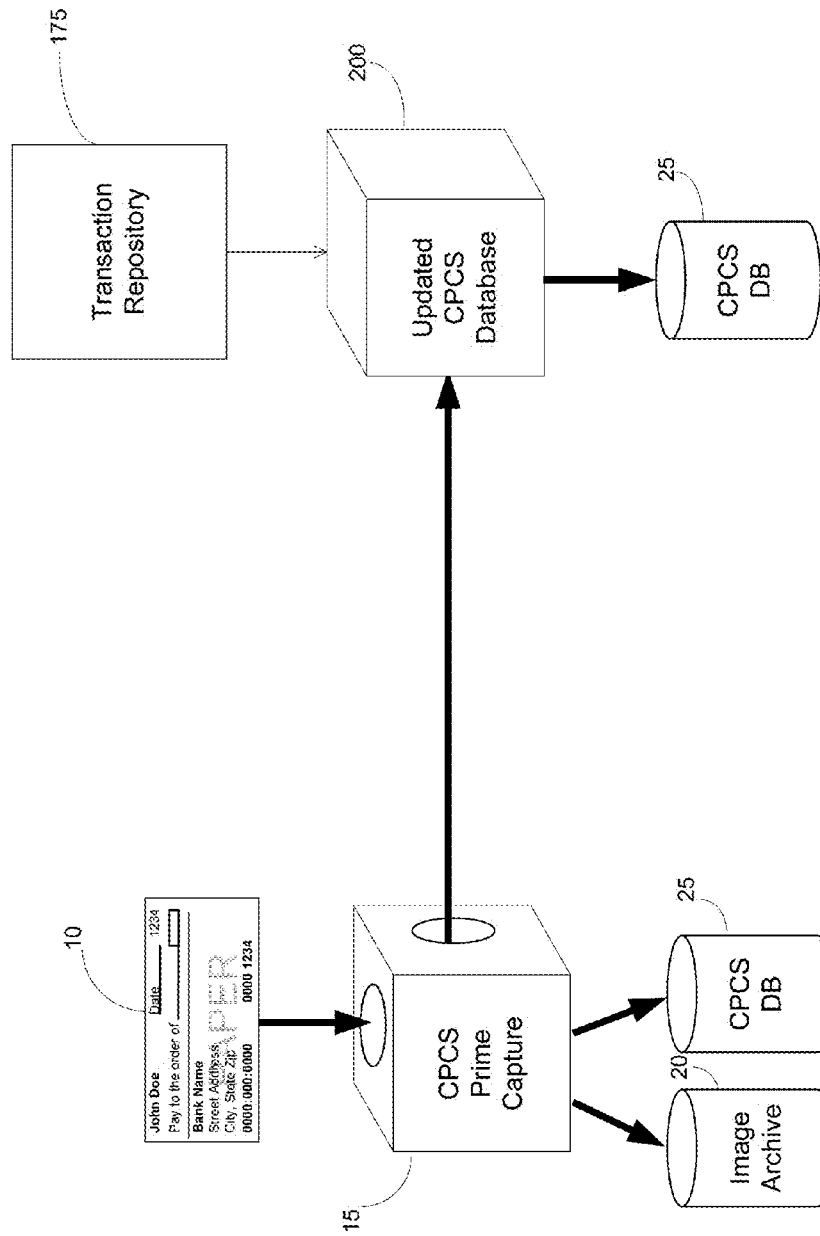 175
Transaction
Repository
200
Updated
CPCS
Database
25
CPCS
DB
10
John Doe
Date
1234
Pay to the order of
Bank Name
Street Address
City, State Zip
PAPER
0000:000:0000
0000 1234
15
CPCS
Prime
Capture
20
Image
Archive
25
CPCS
DB